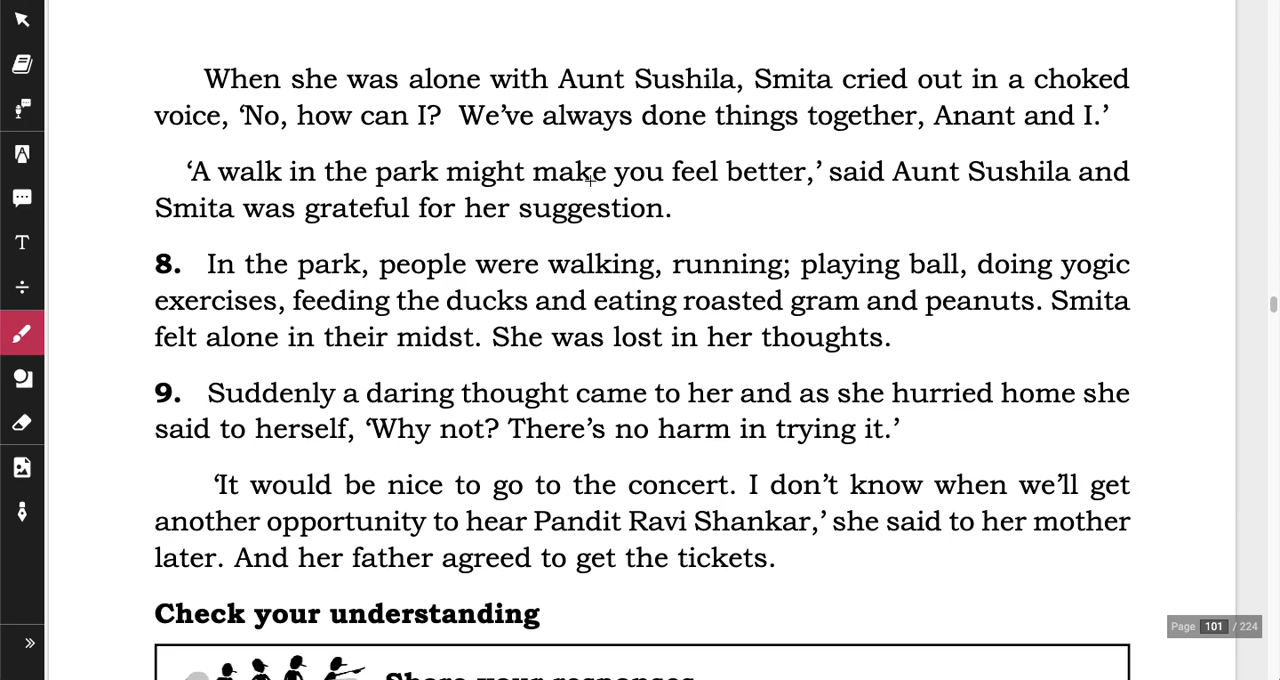 When she was alone with Aunt Sushila, Smita cried out in a choked
voice, ‘No, how can I?  We’ve always done things together, Anant and I.’
‘A walk in the park might make you feel better,’ said Aunt Sushila and
Smita was grateful for her suggestion.
8. In the park, people were walking, running; playing ball, doing yogic
exercises, feeding the ducks and eating roasted gram and peanuts. Smita
felt alone in their midst. She was lost in her thoughts.
9. Suddenly a daring thought came to her and as she hurried home she
said to herself, ‘Why not? There’s no harm in trying it.’
‘It would be nice to go to the concert. I don’t know when we’ll get
another opportunity to hear Pandit Ravi Shankar,’ she said to her mother
later. And her father agreed to get the tickets.
Check your understanding
Page 101 / 224
Share your responses